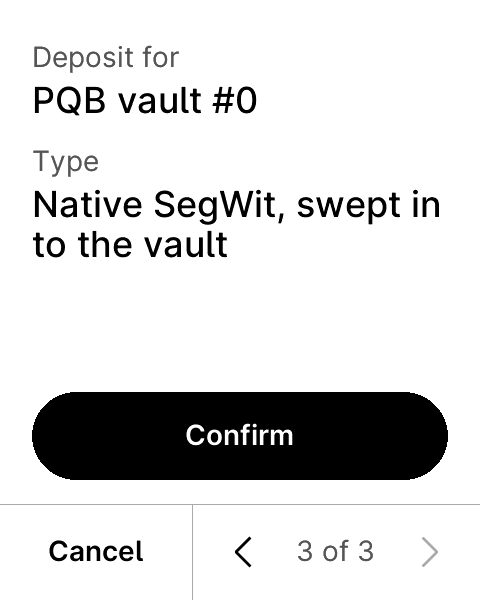 Deposit for
PQB vault #0
Type
Native SegWit, swept in
to the vault
Confirm
Cancel
3 of 3